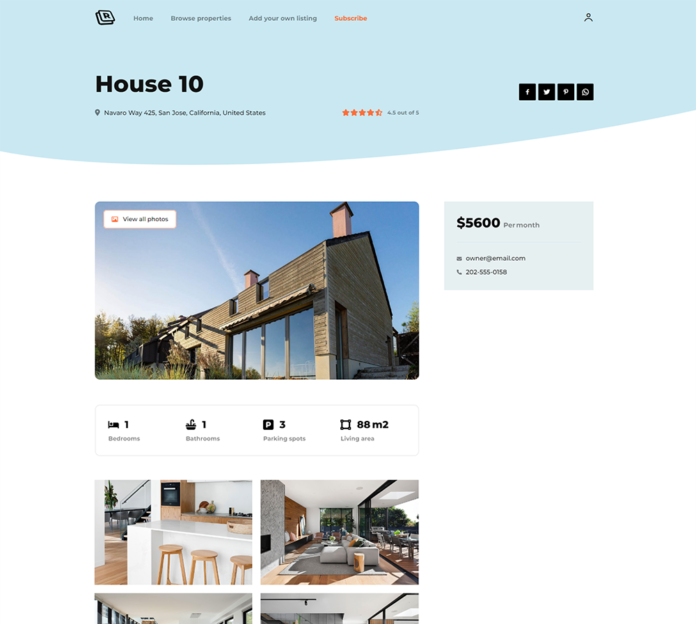 Home Browse properties Add your own listing Subscribe
House 10
Navaro Way 425, San Jose, California, United States
4.5 out of 5
View all photos
$5600 Per month
owner@email.com
202-555-0158
1 1 P 3 88 m2
Bedrooms Bathrooms Parking spots Living area